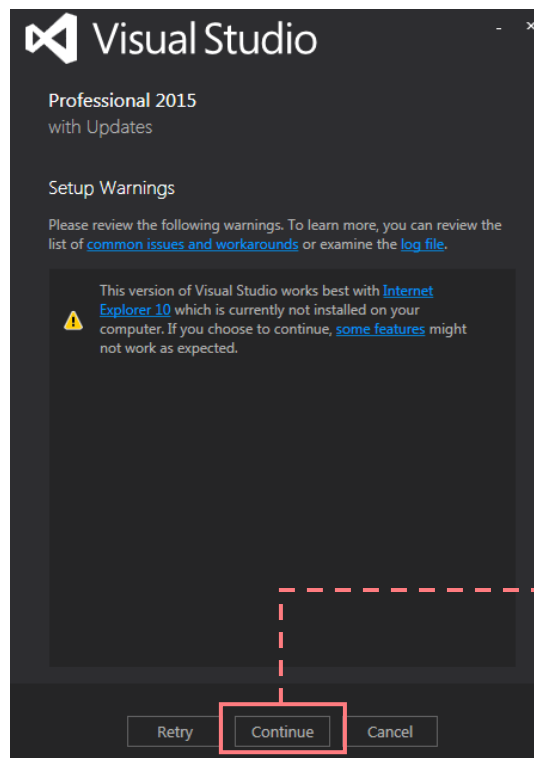 Visual Studio
Professional 2015
with Updates
Setup Warnings
Please review the following warnings. To learn more, you can review the
list of common issues and workarounds or examine the log file.
This version of Visual Studio works best with Internet
Explorer 10 which is currently not installed on your
computer. If you choose to continue, some features might
not work as expected.
Retry Continue Cancel